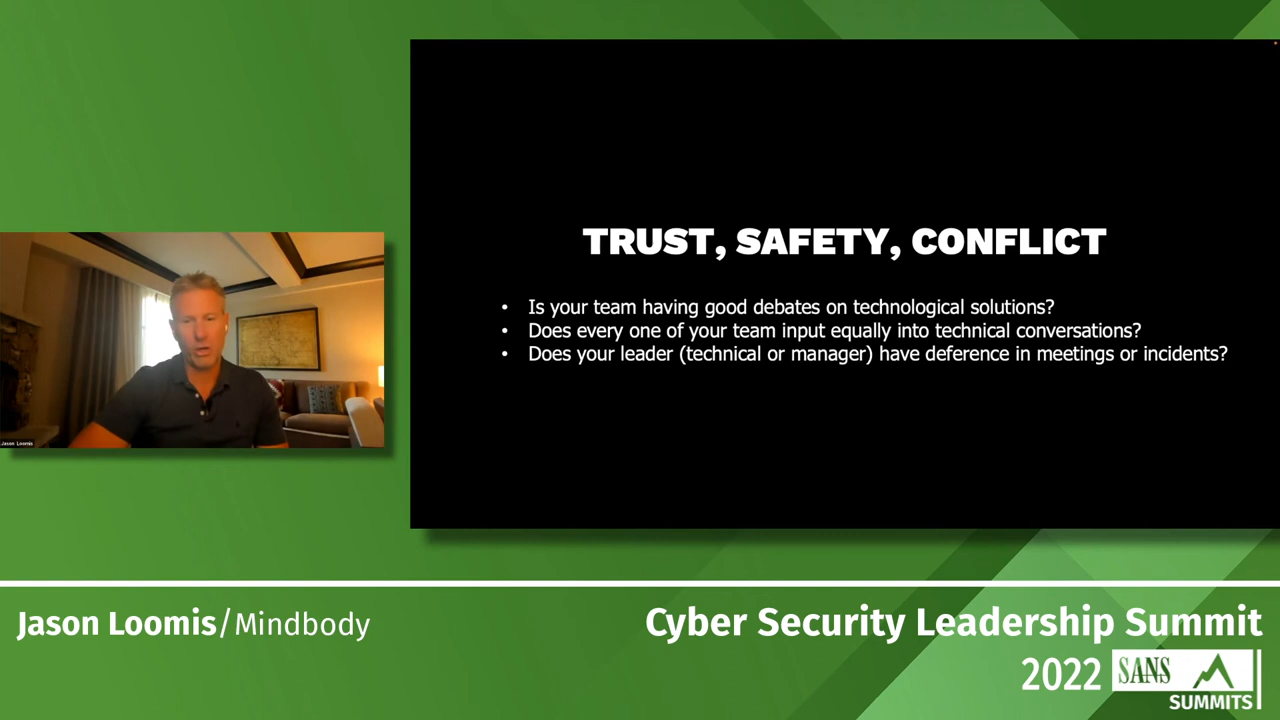 TRUST, SAFETY, CONFLICT
• Is your team having good debates on technological solutions?
• Does every one of your team input equally into technical conversations?
• Does your leader (technical or manager) have deference in meetings or incidents?
Jason Loomis
Jason Loomis/Mindbody
Cyber Security Leadership Summit
2022 SANS
SUMMITS